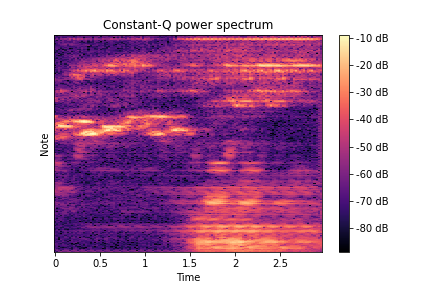 Constant-Q power spectrum
-10 dB
-20 dB
-30 dB
-40 dB
-50 dB
-60 dB
-70 dB
-80 dB
Note
0 0.5 1 1.5 2 2.5
Time